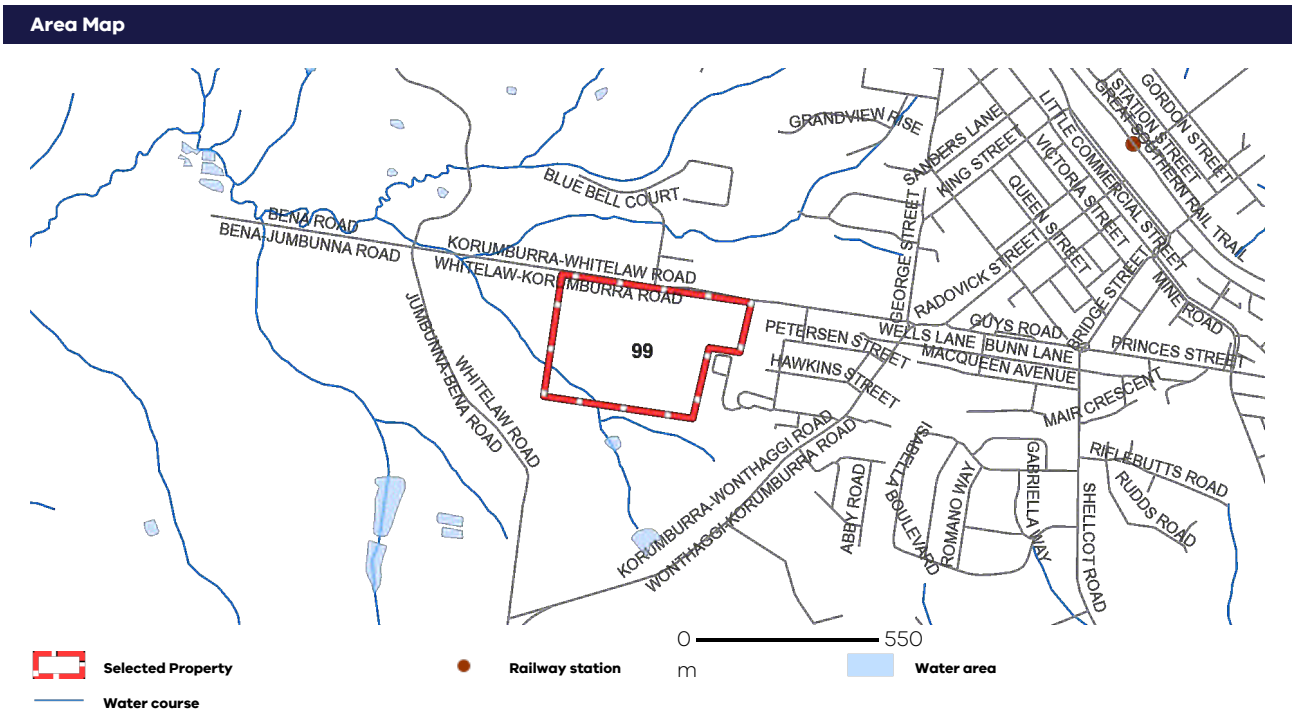 Area Map
GORDON STREET
STATION STREET
GREAT SOUTHERN RAIL TRAIL
LITTLE COMMERCIAL STREET
GRANDVIEW RISE
SANDERS LANE
KING STREET
VICTORIA STREET
QUEEN STREET
BLUE BELL COURT
GEORGE STREET
BENA ROAD
BENA-JUMBUNNA ROAD
KORUMBURRA-WHITELAW ROAD
WHITELAW-KORUMBURRA ROAD
RADOVICK STREET
BRIDGE STREET
MINE ROAD
JUMBUNNA-BENA ROAD
WHITELAW ROAD
99
PETERSEN STREET
WELLS LANE
GUYS ROAD
BUNN LANE
PRINCES STREET
MACQUEEN AVENUE
HAWKINS STREET
MAIR CRESCENT
KORUMBURRA-WONTHAGGI ROAD
WONTHAGGI-KORUMBURRA ROAD
ABBY ROAD
ISABELLA BOULEVARD
ROMANO WAY
GABRIELLA WAY
SHELLCOT ROAD
RIELEBUTTS ROAD
RUDDS ROAD
0 550
m
Selected Property
Railway station
Water area
Water course